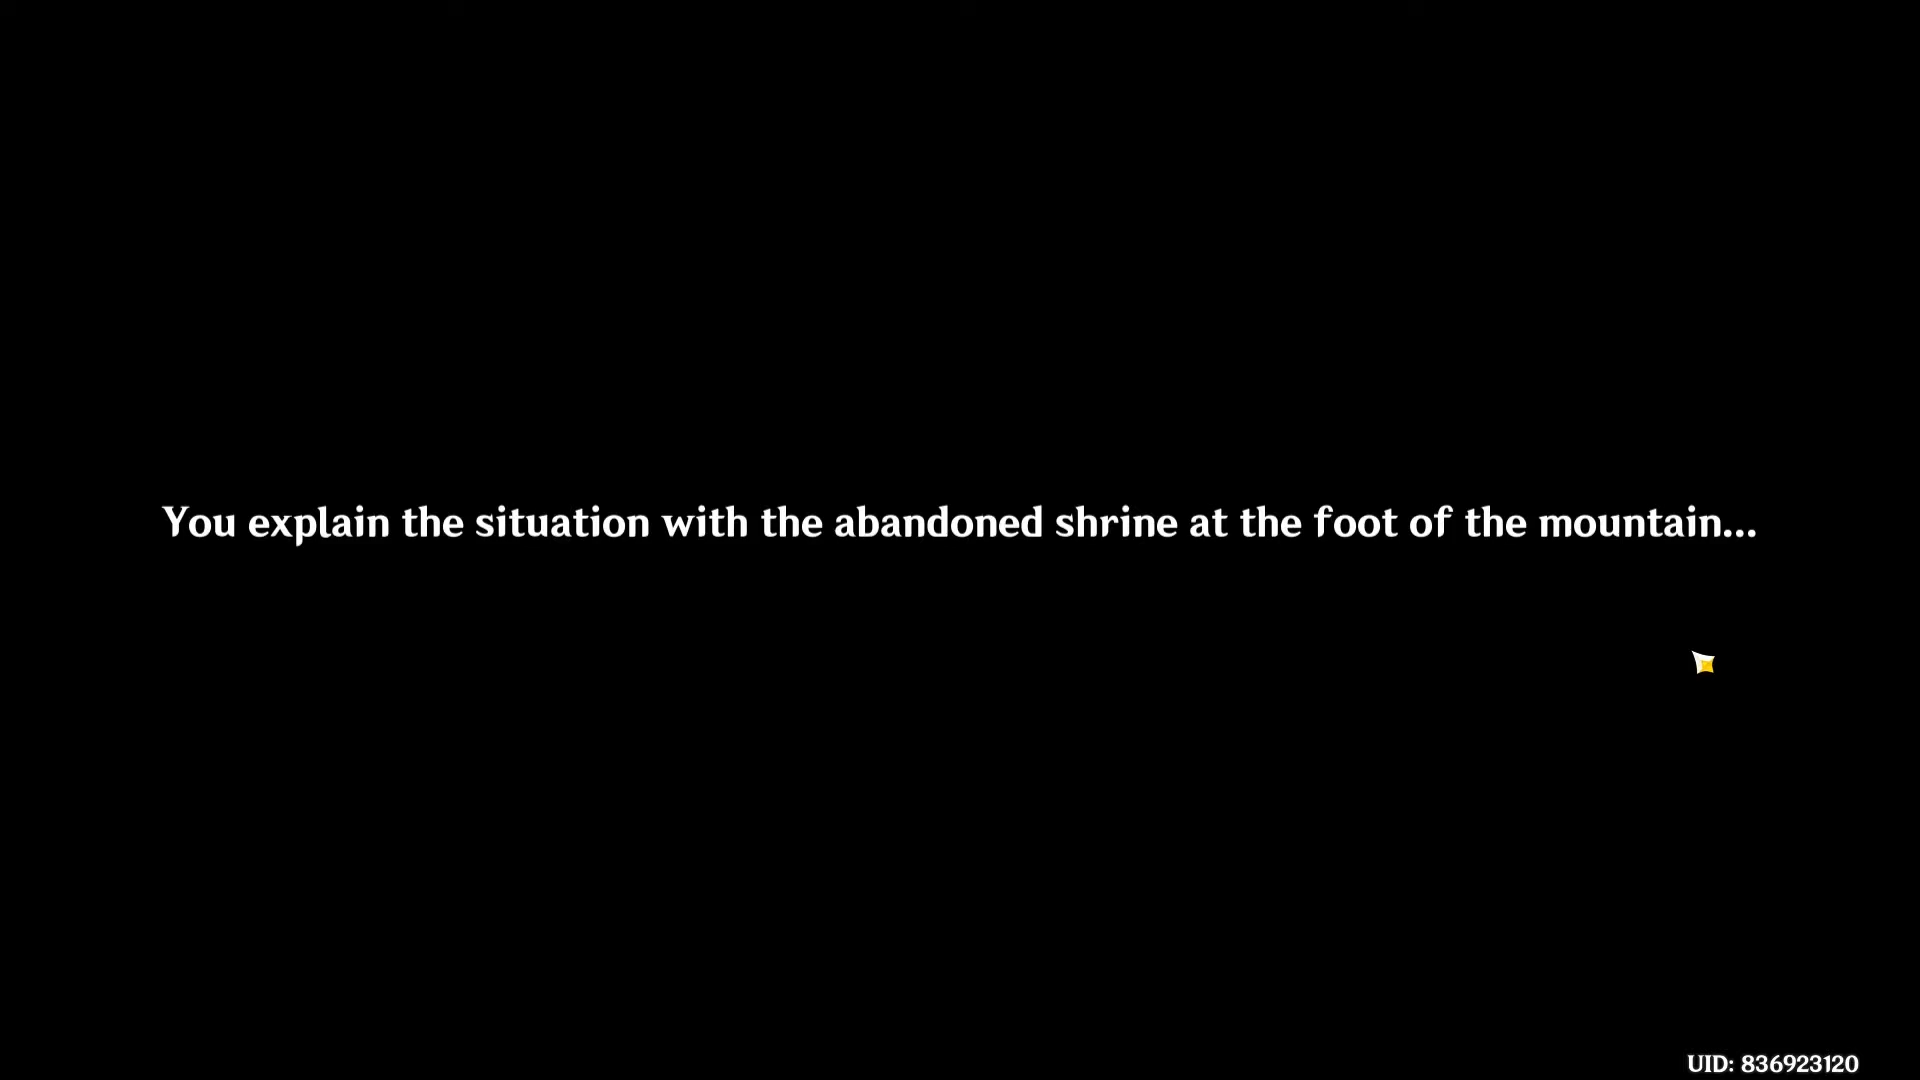 You explain the situation with the abandoned shrine at the foot of the mountain...
UID: 836923120